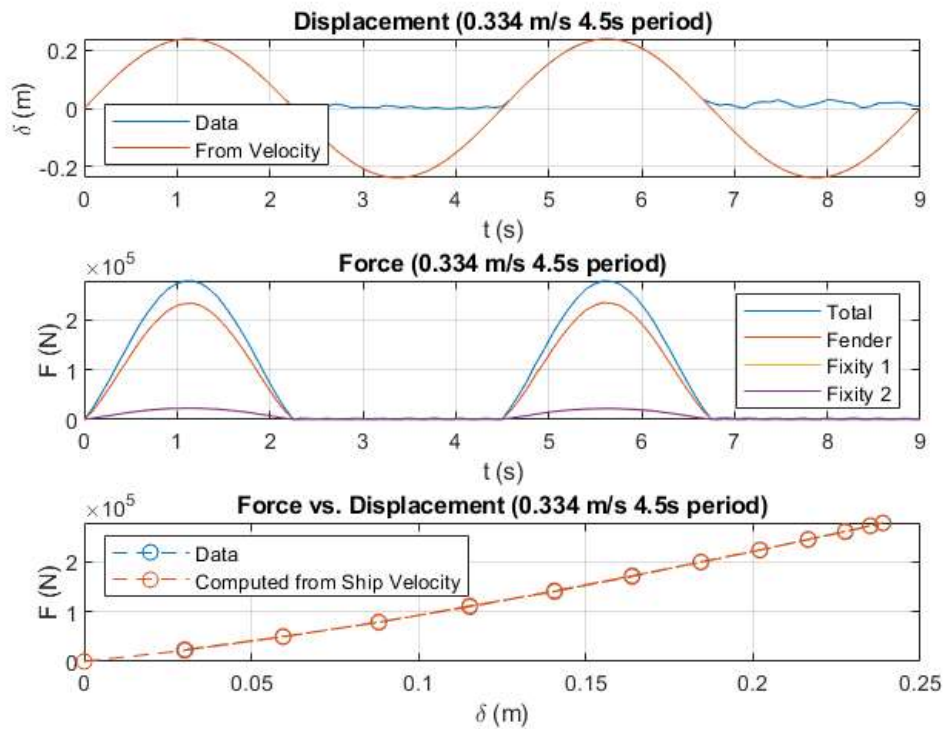 Displacement (0.334 m/s 4.5s period)
0.2
0
-0.2
δ (m)
Data
From Velocity
0 1 2 3 4 5 6 7 8 9
t (s)
×10^5
Force (0.334 m/s 4.5s period)
2
1
0
F (N)
Total
Fender
Fixity 1
Fixity 2
0 1 2 3 4 5 6 7 8 9
t (s)
×10^5
Force vs. Displacement (0.334 m/s 4.5s period)
2
1
0
F (N)
Data
Computed from Ship Velocity
0 0.05 0.1 0.15 0.2 0.25
δ (m)